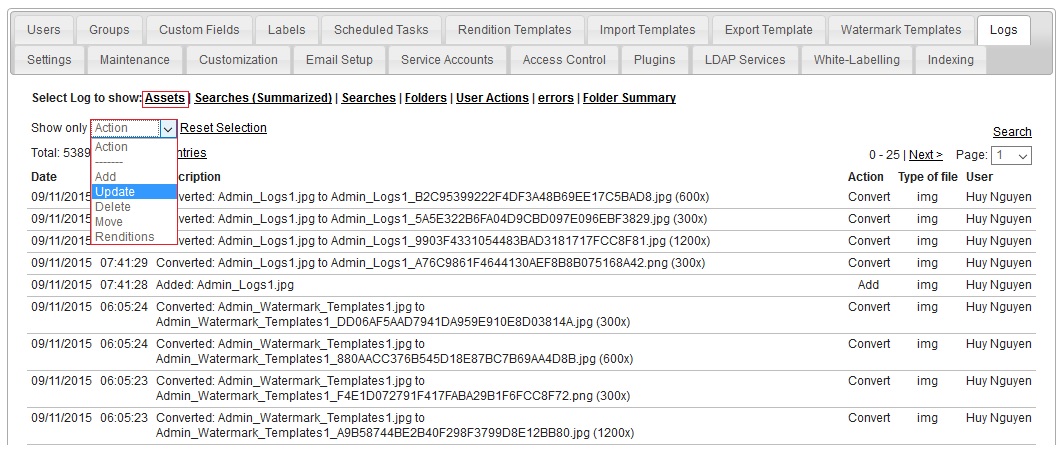 Users Groups Custom Fields Labels Scheduled Tasks Rendition Templates Import Templates Export Template Watermark Templates Logs
Settings Maintenance Customization Email Setup Service Accounts Access Control Plugins LDAP Services White-Labelling Indexing
Select Log to show: Assets | Searches (Summarized) | Searches | Folders | User Actions | errors | Folder Summary
Show only Action Reset Selection
Search
Action
-------
Add
Update
Delete
Move
Renditions
Total: 5389 ntries 0 - 25 | Next > Page: 1
Date cription Action Type of file User
09/11/2015 verted: Admin_Logs1.jpg to Admin_Logs1_B2C95399222F4DF3A48B69EE17C5BAD8.jpg (600x) Convert img Huy Nguyen
09/11/2015 verted: Admin_Logs1.jpg to Admin_Logs1_5A5E322B6FA04D9CBD097E096EBF3829.jpg (300x) Convert img Huy Nguyen
09/11/2015 verted: Admin_Logs1.jpg to Admin_Logs1_9903F4331054483BAD3181717FCC8F81.jpg (1200x) Convert img Huy Nguyen
09/11/2015 07:41:29 Converted: Admin_Logs1.jpg to Admin_Logs1_A76C9861F4644130AEF8B8B075168A42.png (300x) Convert img Huy Nguyen
09/11/2015 07:41:28 Added: Admin_Logs1.jpg Add img Huy Nguyen
09/11/2015 06:05:24 Converted: Admin_Watermark_Templates1.jpg to Convert img Huy Nguyen
Admin_Watermark_Templates1_DD06AF5AAD7941DA959E910E8D03814A.jpg (300x)
09/11/2015 06:05:24 Converted: Admin_Watermark_Templates1.jpg to Convert img Huy Nguyen
Admin_Watermark_Templates1_880AACC376B545D18E87BC7B69AA4D8B.jpg (600x)
09/11/2015 06:05:23 Converted: Admin_Watermark_Templates1.jpg to Convert img Huy Nguyen
Admin_Watermark_Templates1_F4E1D072791F417FABA29B1F6FCC8F72.png (300x)
09/11/2015 06:05:23 Converted: Admin_Watermark_Templates1.jpg to Convert img Huy Nguyen
Admin_Watermark_Templates1_A9B58744BE2B40F298F3799D8E12BB80.jpg (1200x)